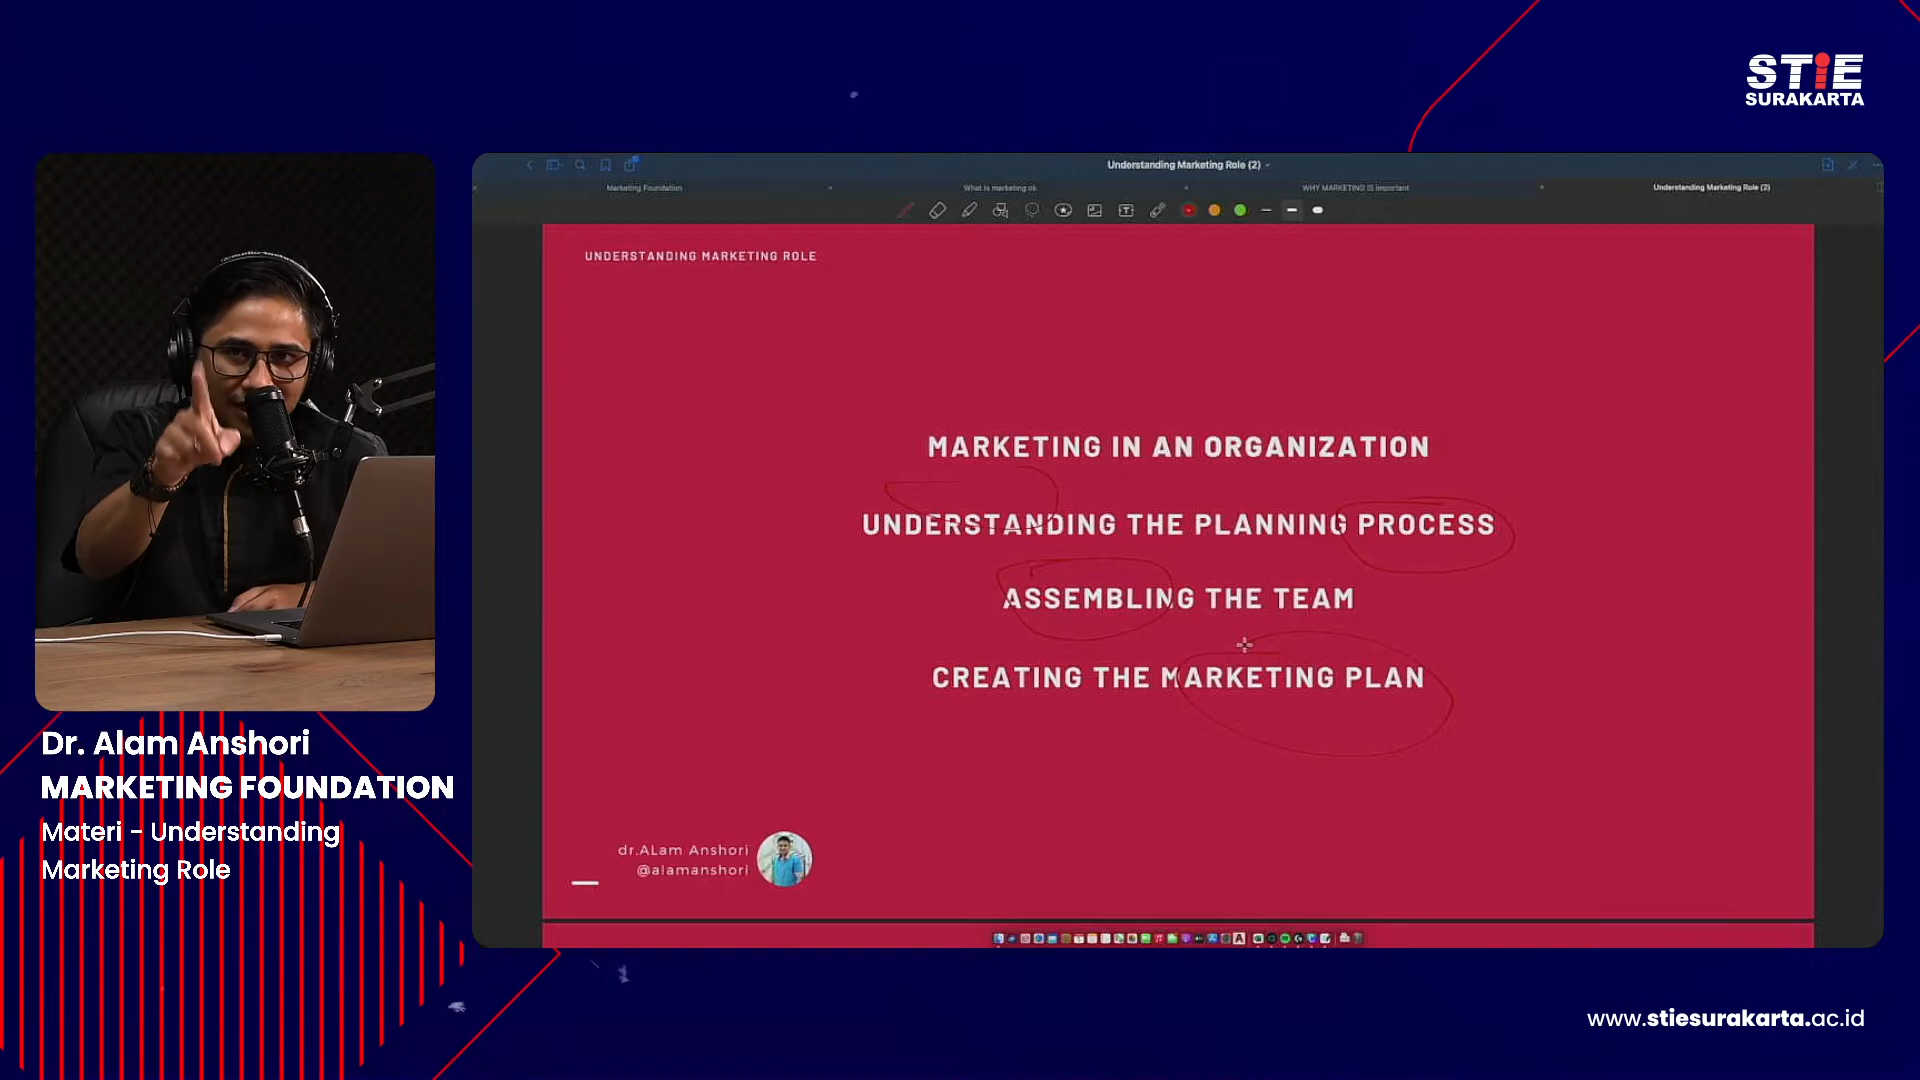 STiE
SURAKARTA
Understanding Marketing Role (2)
Marketing Foundation
What is marketing ok
WHY MARKETING IS important
Understanding Marketing Role (2)
UNDERSTANDING MARKETING ROLE
MARKETING IN AN ORGANIZATION
UNDERSTANDING THE PLANNING PROCESS
ASSEMBLING THE TEAM
CREATING THE MARKETING PLAN
dr.ALam Anshori
@alamanshori
Dr. Alam Anshori
MARKETING FOUNDATION
Materi - Understanding
Marketing Role
www.stiesurakarta.ac.id